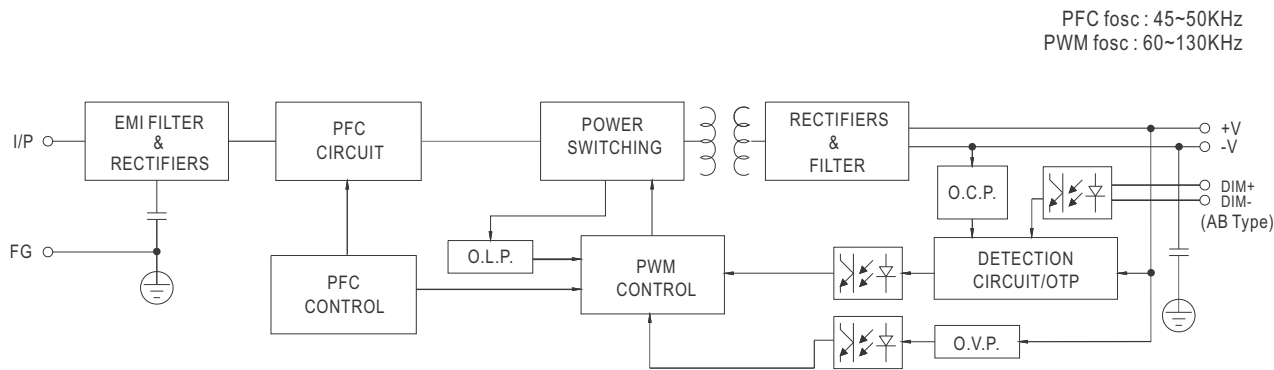 PFC fosc : 45~50KHz
PWM fosc : 60~130KHz
I/P
EMI FILTER
&
RECTIFIERS
PFC
CIRCUIT
POWER
SWITCHING
RECTIFIERS
&
FILTER
+V
-V
O.C.P.
DIM+
DIM-
(AB Type)
FG
O.L.P.
PFC
CONTROL
PWM
CONTROL
DETECTION
CIRCUIT/OTP
O.V.P.